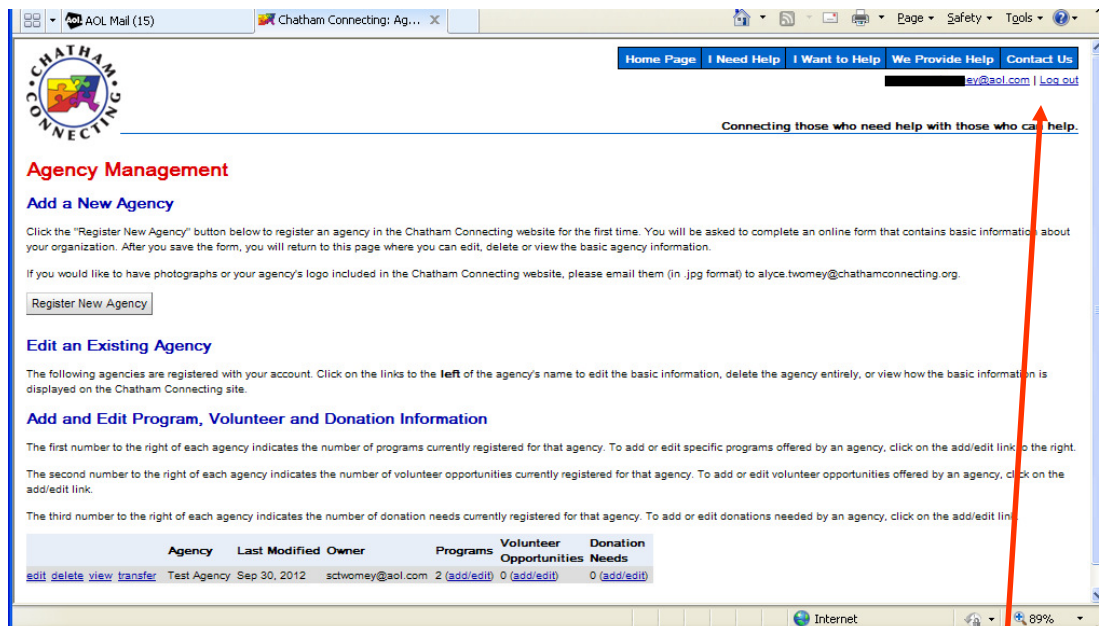 AOL Mail (15)
Chatham Connecting: Ag... X
Page Safety Tools
CHATHAM CONNECTING
Home Page I Need Help I Want to Help We Provide Help Contact Us
ey@aol.com | Log out
Connecting those who need help with those who can help.
Agency Management
Add a New Agency
Click the "Register New Agency" button below to register an agency in the Chatham Connecting website for the first time. You will be asked to complete an online form that contains basic information about
your organization. After you save the form, you will return to this page where you can edit, delete or view the basic agency information.
If you would like to have photographs or your agency's logo included in the Chatham Connecting website, please email them (in .jpg format) to alyce.twomey@chathamconnecting.org.
Register New Agency
Edit an Existing Agency
The following agencies are registered with your account. Click on the links to the left of the agency's name to edit the basic information, delete the agency entirely, or view how the basic information is
displayed on the Chatham Connecting site.
Add and Edit Program, Volunteer and Donation Information
The first number to the right of each agency indicates the number of programs currently registered for that agency. To add or edit specific programs offered by an agency, click on the add/edit link to the right.
The second number to the right of each agency indicates the number of volunteer opportunities currently registered for that agency. To add or edit volunteer opportunities offered by an agency, click on the
add/edit link.
The third number to the right of each agency indicates the number of donation needs currently registered for that agency. To add or edit donations needed by an agency, click on the add/edit link.
Agency Last Modified Owner Programs Volunteer Opportunities Donation Needs
edit delete view transfer Test Agency Sep 30, 2012 sctwomey@aol.com 2 (add/edit) 0 (add/edit) 0 (add/edit)
Internet 89%